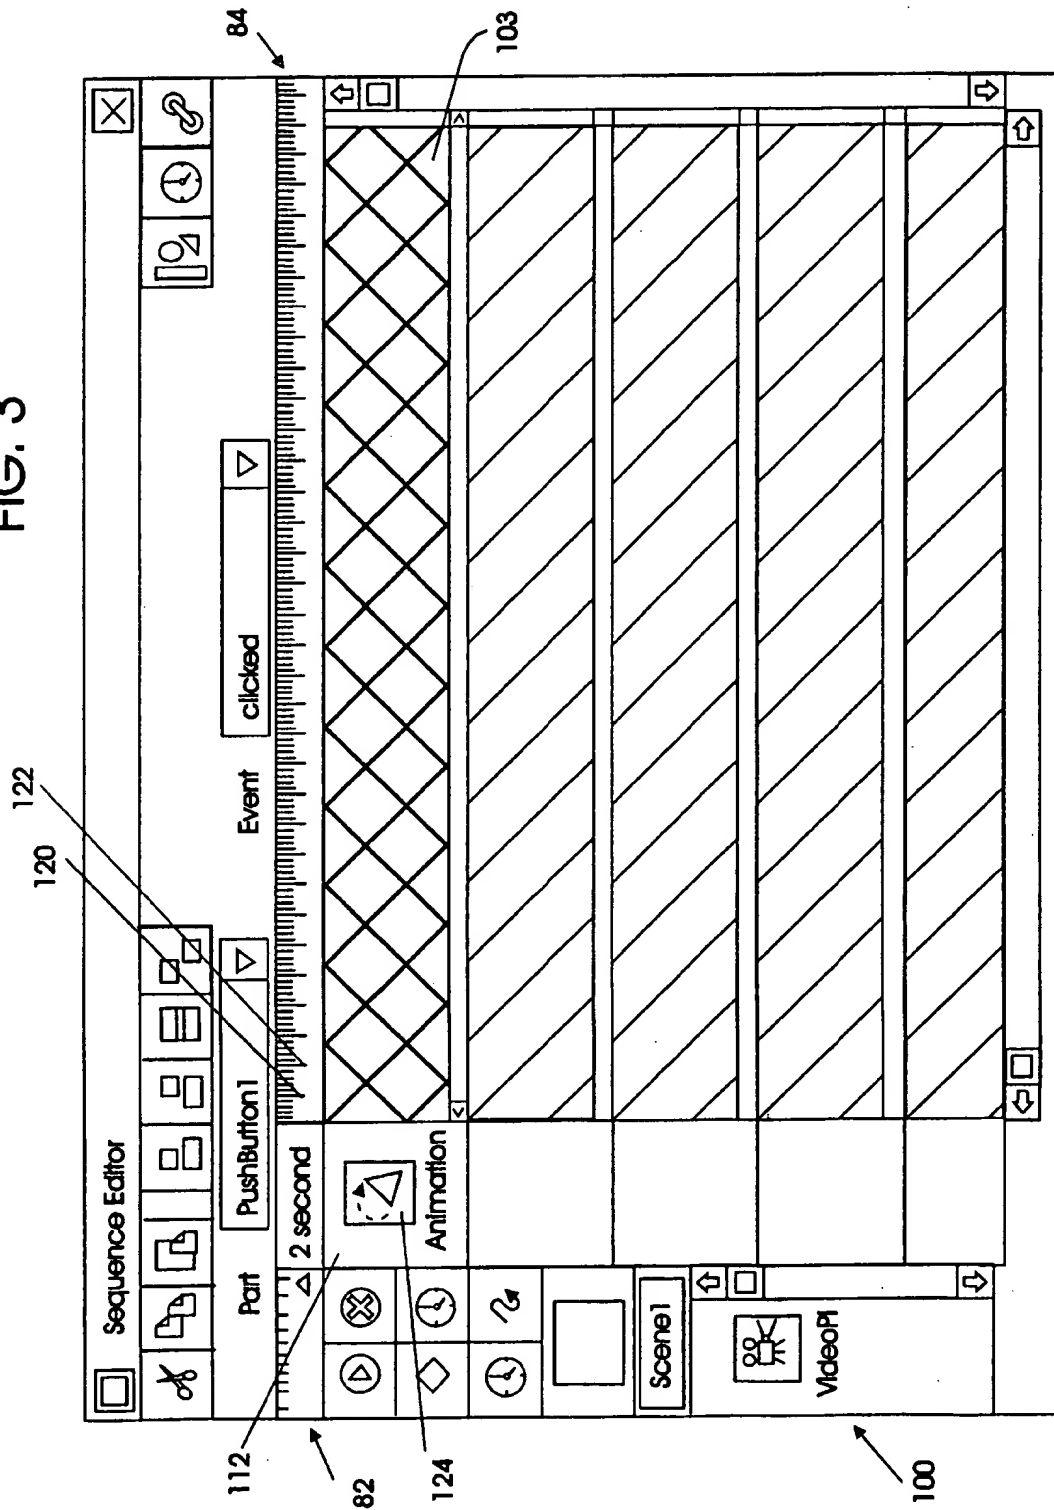 FIG. 3
84
103
122
120
Sequence Editor
Part PushButton1 Event clicked
2 second
Animation
Scene1
VideoPl
112
82
124
100